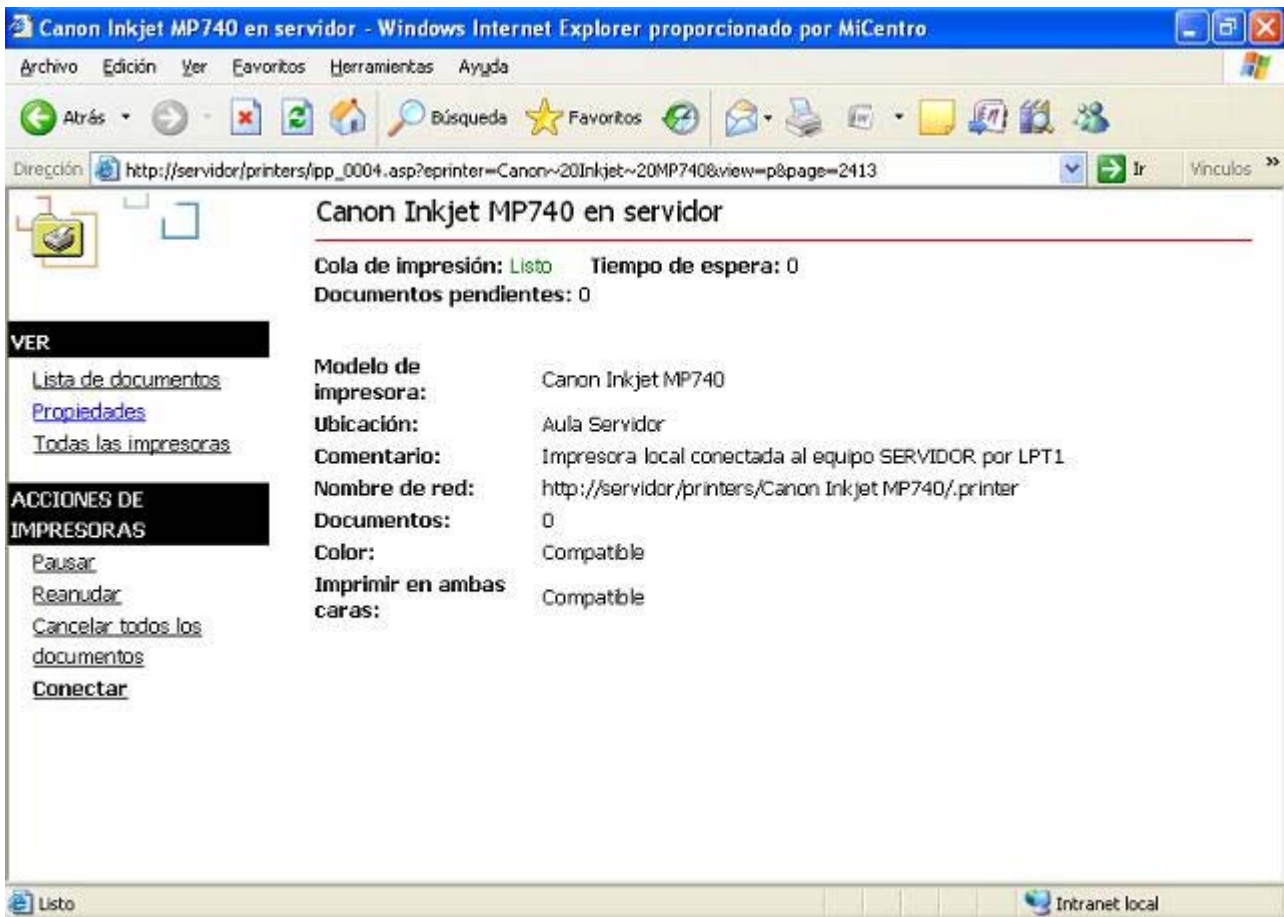 Canon Inkjet MP740 en servidor - Windows Internet Explorer proporcionado por MiCentro
Archivo Edición Ver Favoritos Herramientas Ayuda
Atrás Búsqueda Favoritos
Dirección http://servidor/printers/ipp_0004.asp?eprinter=Canon~20Inkjet~20MP740&view=p&page=2413 Ir Vínculos »
Canon Inkjet MP740 en servidor
Cola de impresión: Listo Tiempo de espera: 0
Documentos pendientes: 0
VER
Lista de documentos
Propiedades
Todas las impresoras
ACCIONES DE
IMPRESORAS
Pausar
Reanudar
Cancelar todos los
documentos
Conectar
Modelo de
impresora: Canon Inkjet MP740
Ubicación: Aula Servidor
Comentario: Impresora local conectada al equipo SERVIDOR por LPT1
Nombre de red: http://servidor/printers/Canon Inkjet MP740/.printer
Documentos: 0
Color: Compatible
Imprimir en ambas
caras: Compatible
Listo Intranet local